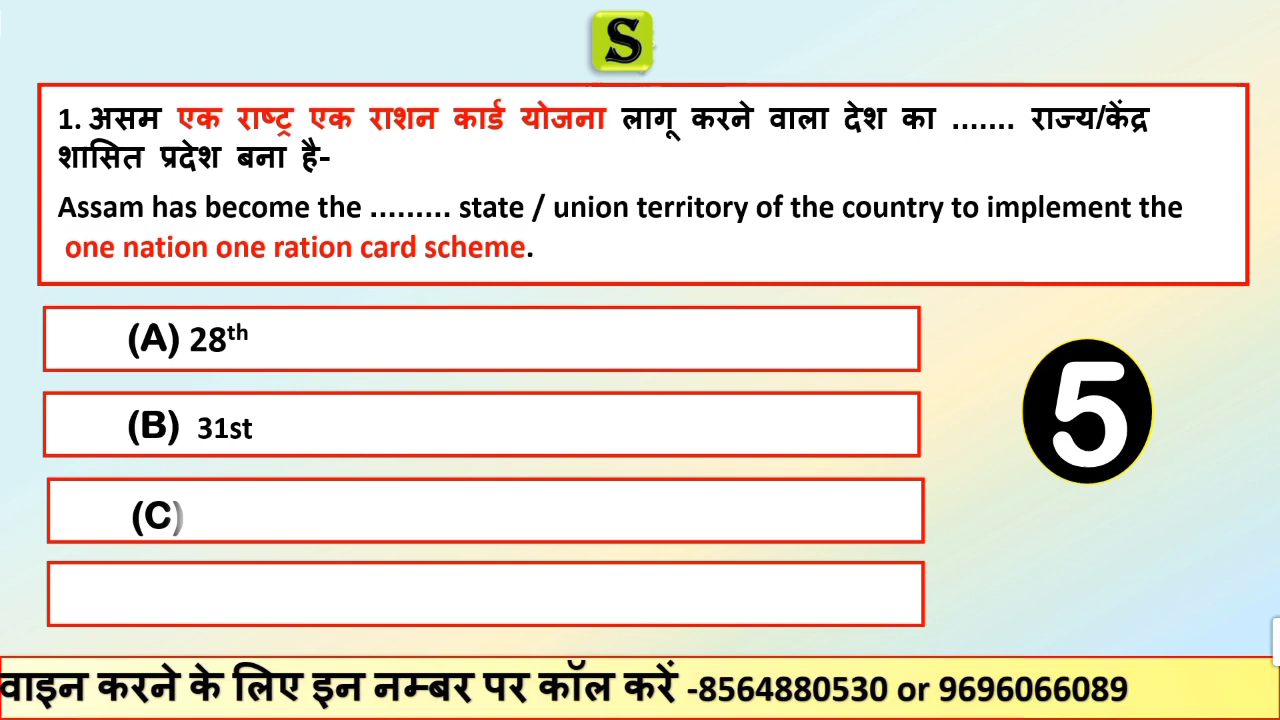 S
1. असम एक राष्ट्र एक राशन कार्ड योजना लागू करने वाला देश का ....... राज्य/केंद्र
शासित प्रदेश बना है-
Assam has become the ......... state / union territory of the country to implement the
one nation one ration card scheme.
(A) 28th
(B) 31st
5
(C)
वाइन करने के लिए इन नम्बर पर कॉल करें -8564880530 or 9696066089